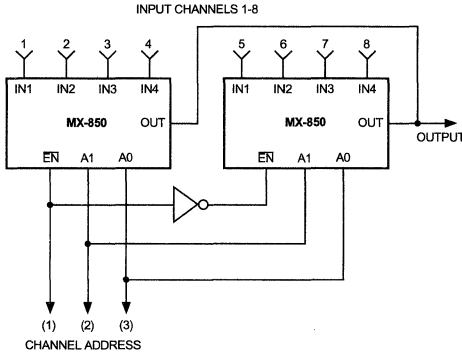 INPUT CHANNELS 1-8
1 2 3 4 5 6 7 8
IN1 IN2 IN3 IN4 IN1 IN2 IN3 IN4
MX-850 OUT MX-850 OUT
OUTPUT
EN A1 A0 EN A1 A0
(1) (2) (3)
CHANNEL ADDRESS